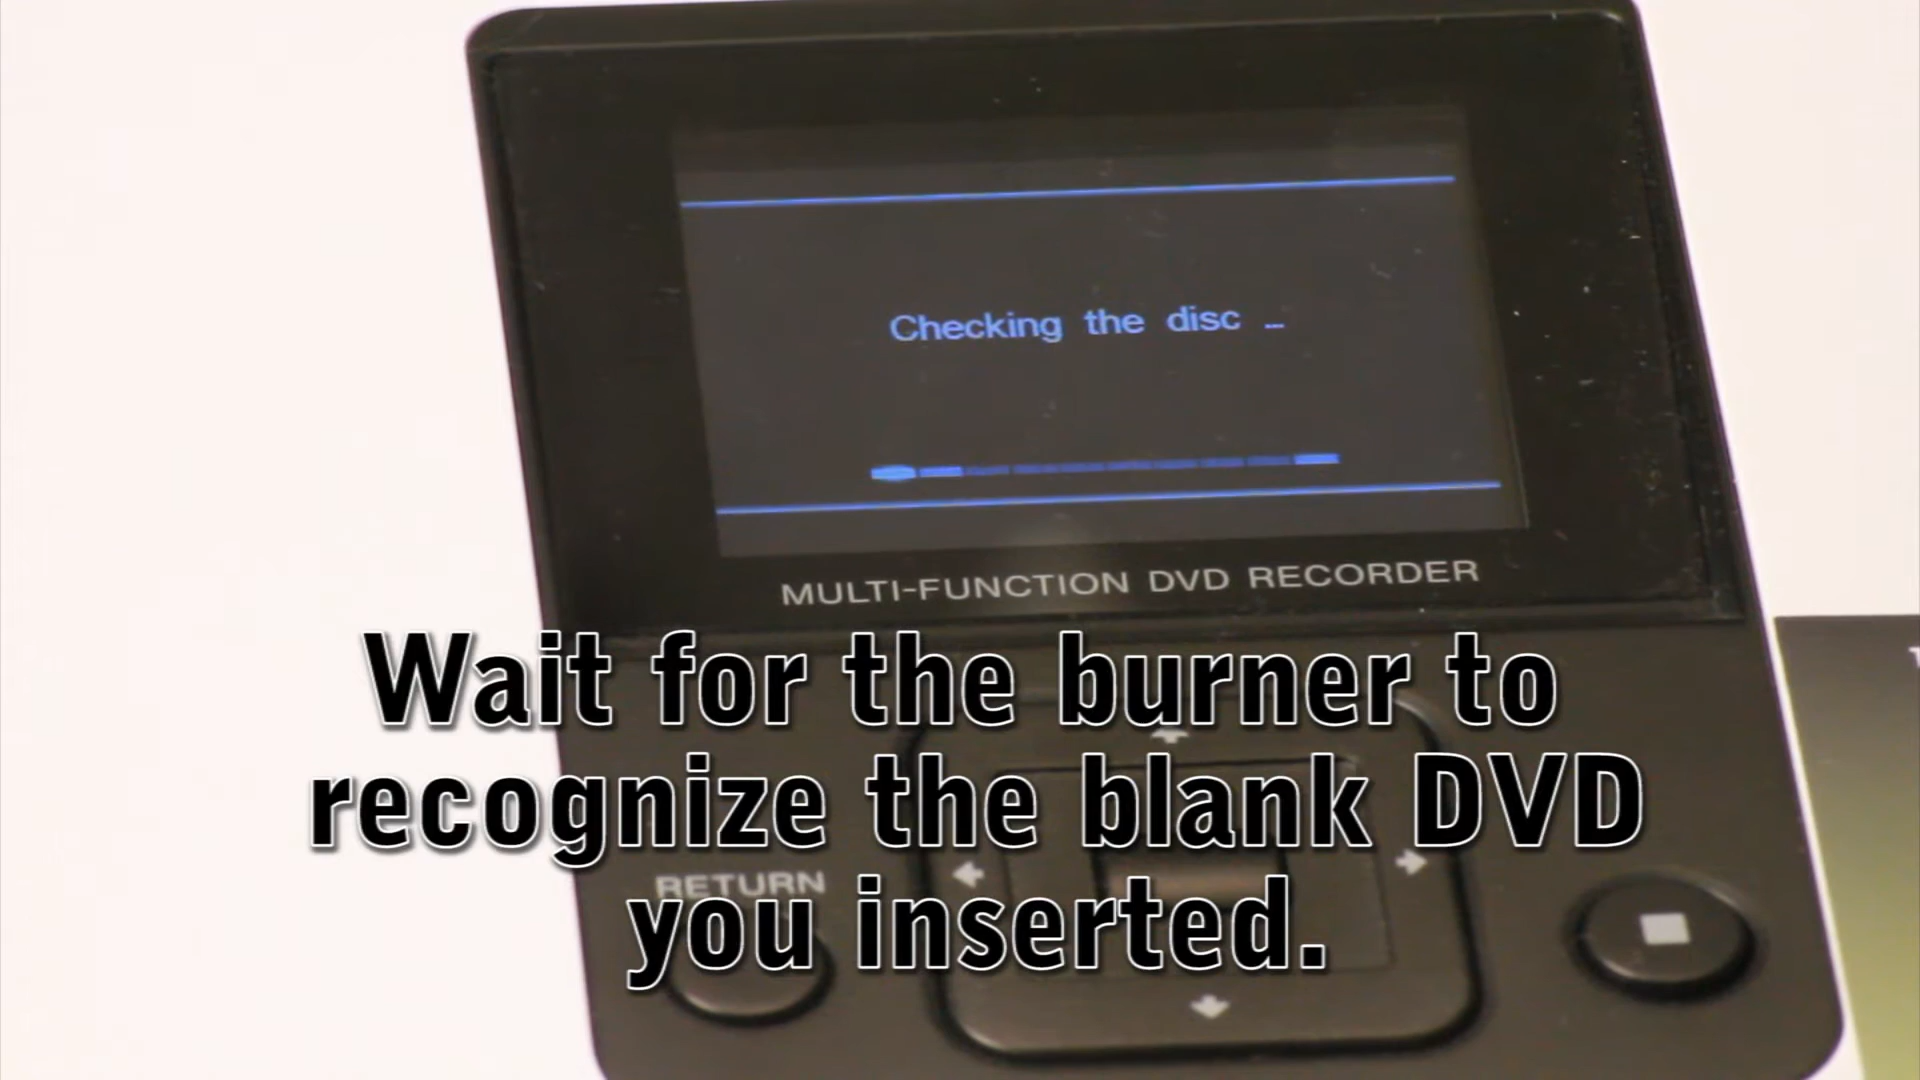 Checking the disc ...
MULTI-FUNCTION DVD RECORDER
Wait for the burner to
recognize the blank DVD
RETURN
you inserted.